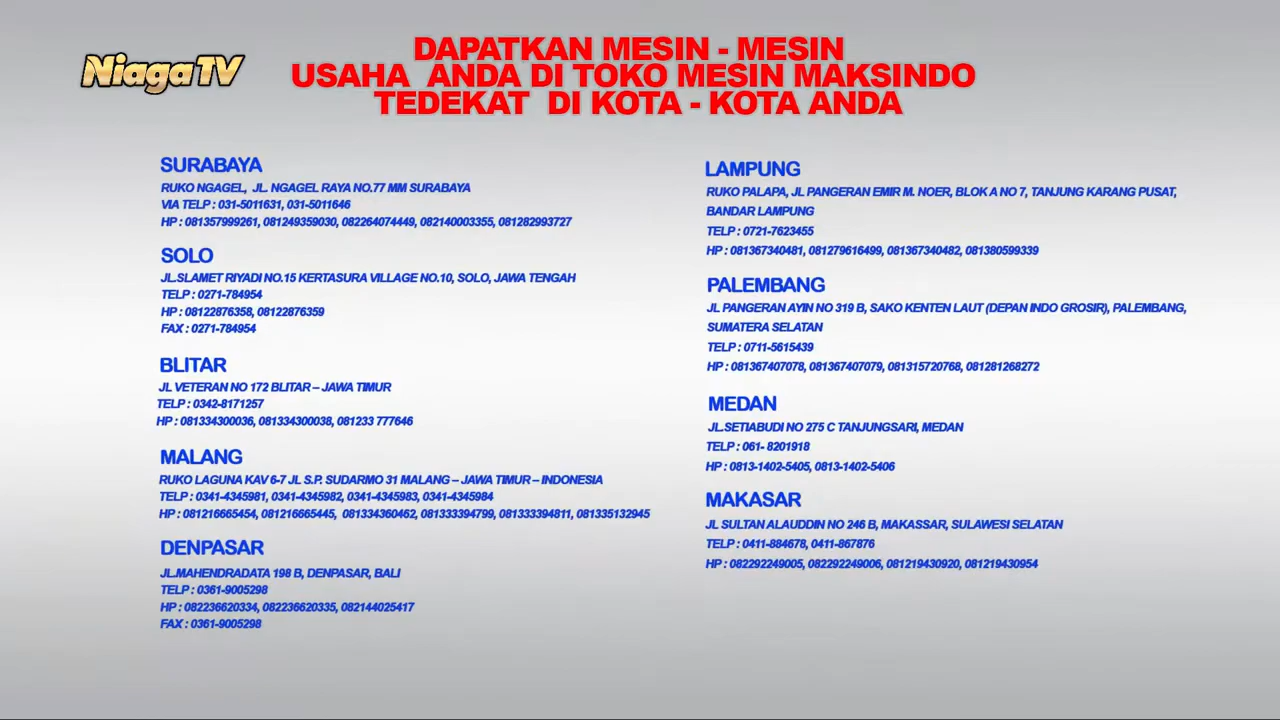 NiagaTV
DAPATKAN MESIN - MESIN
USAHA ANDA DI TOKO MESIN MAKSINDO
TEDEKAT DI KOTA - KOTA ANDA
SURABAYA
RUKO NGAGEL, JL. NGAGEL RAYA NO.77 MM SURABAYA
VIA TELP : 031-5011631, 031-5011646
HP : 081357999261, 081249359030, 082264074449, 082140003355, 081282993727
SOLO
JL.SLAMET RIYADI NO.15 KERTASURA VILLAGE NO.10, SOLO, JAWA TENGAH
TELP : 0271-784954
HP : 08122876358, 08122876359
FAX : 0271-784954
BLITAR
JL VETERAN NO 172 BLITAR – JAWA TIMUR
TELP : 0342-8171257
HP : 081334300036, 081334300038, 081233 777646
MALANG
RUKO LAGUNA KAV 6-7 JL S.P. SUDARMO 31 MALANG – JAWA TIMUR – INDONESIA
TELP : 0341-4345981, 0341-4345982, 0341-4345983, 0341-4345984
HP : 081216665454, 081216665445, 081334360462, 081333394799, 081333394811, 081335132945
DENPASAR
JL.MAHENDRADATA 198 B, DENPASAR, BALI
TELP : 0361-9005298
HP : 082236620334, 082236620335, 082144025417
FAX : 0361-9005298
LAMPUNG
RUKO PALAPA, JL PANGERAN EMIR M. NOER, BLOK A NO 7, TANJUNG KARANG PUSAT,
BANDAR LAMPUNG
TELP : 0721-7623455
HP : 081367340481, 081279616499, 081367340482, 081380599339
PALEMBANG
JL PANGERAN AYIN NO 319 B, SAKO KENTEN LAUT (DEPAN INDO GROSIR), PALEMBANG,
SUMATERA SELATAN
TELP : 0711-5615439
HP : 081367407078, 081367407079, 081315720768, 081281268272
MEDAN
JL.SETIABUDI NO 275 C TANJUNGSARI, MEDAN
TELP : 061- 8201918
HP : 0813-1402-5405, 0813-1402-5406
MAKASAR
JL SULTAN ALAUDDIN NO 246 B, MAKASSAR, SULAWESI SELATAN
TELP : 0411-884678, 0411-867876
HP : 082292249005, 082292249006, 081219430920, 081219430954